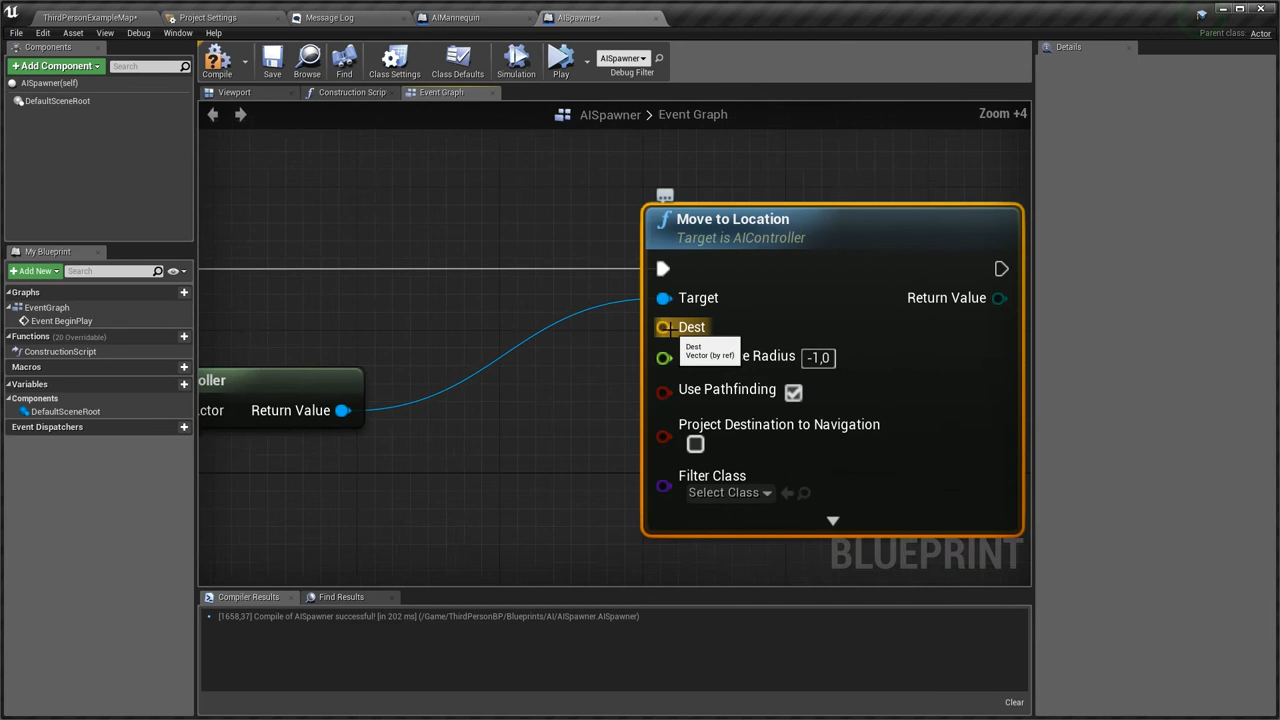 ThirdPersonExampleMap*
Project Settings
Message Log
AIMannequin
AISpawner*
File Edit Asset View Debug Window Help
Parent class: Actor
Components
+ Add Component
Search
AISpawner(self)
DefaultSceneRoot
Compile
Save
Browse
Find
Class Settings
Class Defaults
Simulation
Play
AISpawner
Debug Filter
Details
Viewport
Construction Scrip
Event Graph
AISpawner > Event Graph
Zoom +4
My Blueprint
+ Add New
Search
Graphs
EventGraph
Event BeginPlay
Functions (20 Overridable)
ConstructionScript
Macros
Variables
Components
DefaultSceneRoot
Event Dispatchers
oller
ctor
Return Value
Move to Location
Target is AIController
Target
Return Value
Dest
Dest
Vector (by ref)
e Radius -1,0
Use Pathfinding
Project Destination to Navigation
Filter Class
Select Class
BLUEPRINT
Compiler Results
Find Results
[1658,37] Compile of AISpawner successful! [in 202 ms] (/Game/ThirdPersonBP/Blueprints/AI/AISpawner.AISpawner)
Clear